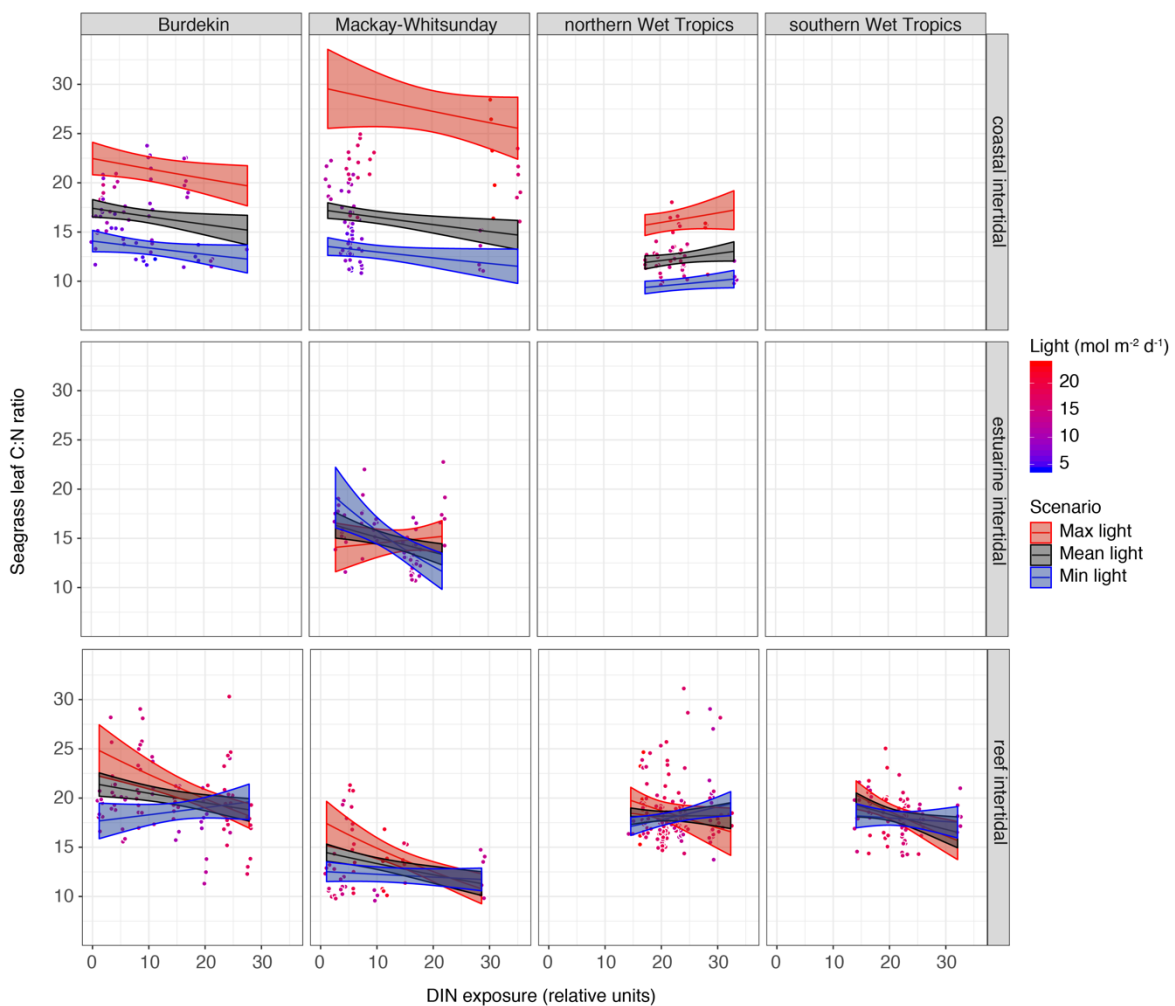 Burdekin
Mackay-Whitsunday
northern Wet Tropics
southern Wet Tropics
30
25
20
15
10
coastal intertidal
30
25
20
15
10
estuarine intertidal
30
25
20
15
10
reef intertidal
0 10 20 30
0 10 20 30
0 10 20 30
0 10 20 30
Seagrass leaf C:N ratio
DIN exposure (relative units)
Light (mol m⁻² d⁻¹)
20
15
10
5
Scenario
Max light
Mean light
Min light